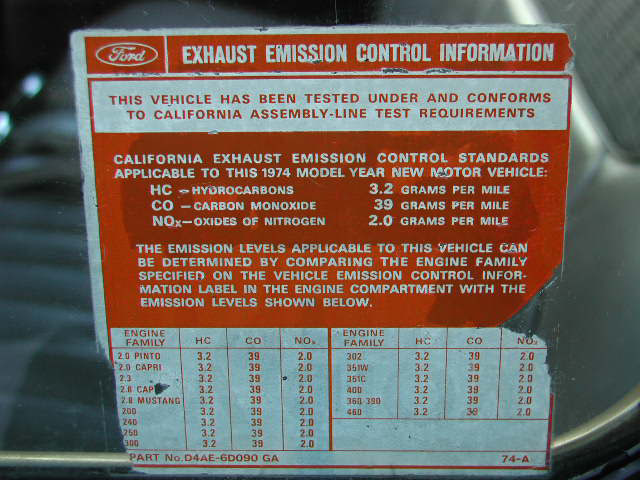 Ford EXHAUST EMISSION CONTROL INFORMATION
THIS VEHICLE HAS BEEN TESTED UNDER AND CONFORMS
TO CALIFORNIA ASSEMBLY-LINE TEST REQUIREMENTS
CALIFORNIA EXHAUST EMISSION CONTROL STANDARDS
APPLICABLE TO THIS 1974 MODEL YEAR NEW MOTOR VEHICLE:
HC – HYDROCARBONS 3.2 GRAMS PER MILE
CO – CARBON MONOXIDE 39 GRAMS PER MILE
NOx – OXIDES OF NITROGEN 2.0 GRAMS PER MILE
THE EMISSION LEVELS APPLICABLE TO THIS VEHICLE CAN
BE DETERMINED BY COMPARING THE ENGINE FAMILY
SPECIFIED ON THE VEHICLE EMISSION CONTROL INFOR-
MATION LABEL IN THE ENGINE COMPARTMENT WITH THE
EMISSION LEVELS SHOWN BELOW.
ENGINE FAMILY HC CO NOx
2.0 PINTO 3.2 39 2.0
2.0 CAPRI 3.2 39 2.0
2.3 3.2 39 2.0
2.8 CAPRI 3.2 39 2.0
2.8 MUSTANG 3.2 39 2.0
200 3.2 39 2.0
240 3.2 39 2.0
250 3.2 39 2.0
300 3.2 39 2.0
ENGINE FAMILY HC CO NOx
302 3.2 39 2.0
351W 3.2 39 2.0
351C 3.2 39 2.0
400 3.2 39 2.0
360-390 3.2 39 2.0
460 3.2 39 2.0
PART No. D4AE-6D090 GA 74-A